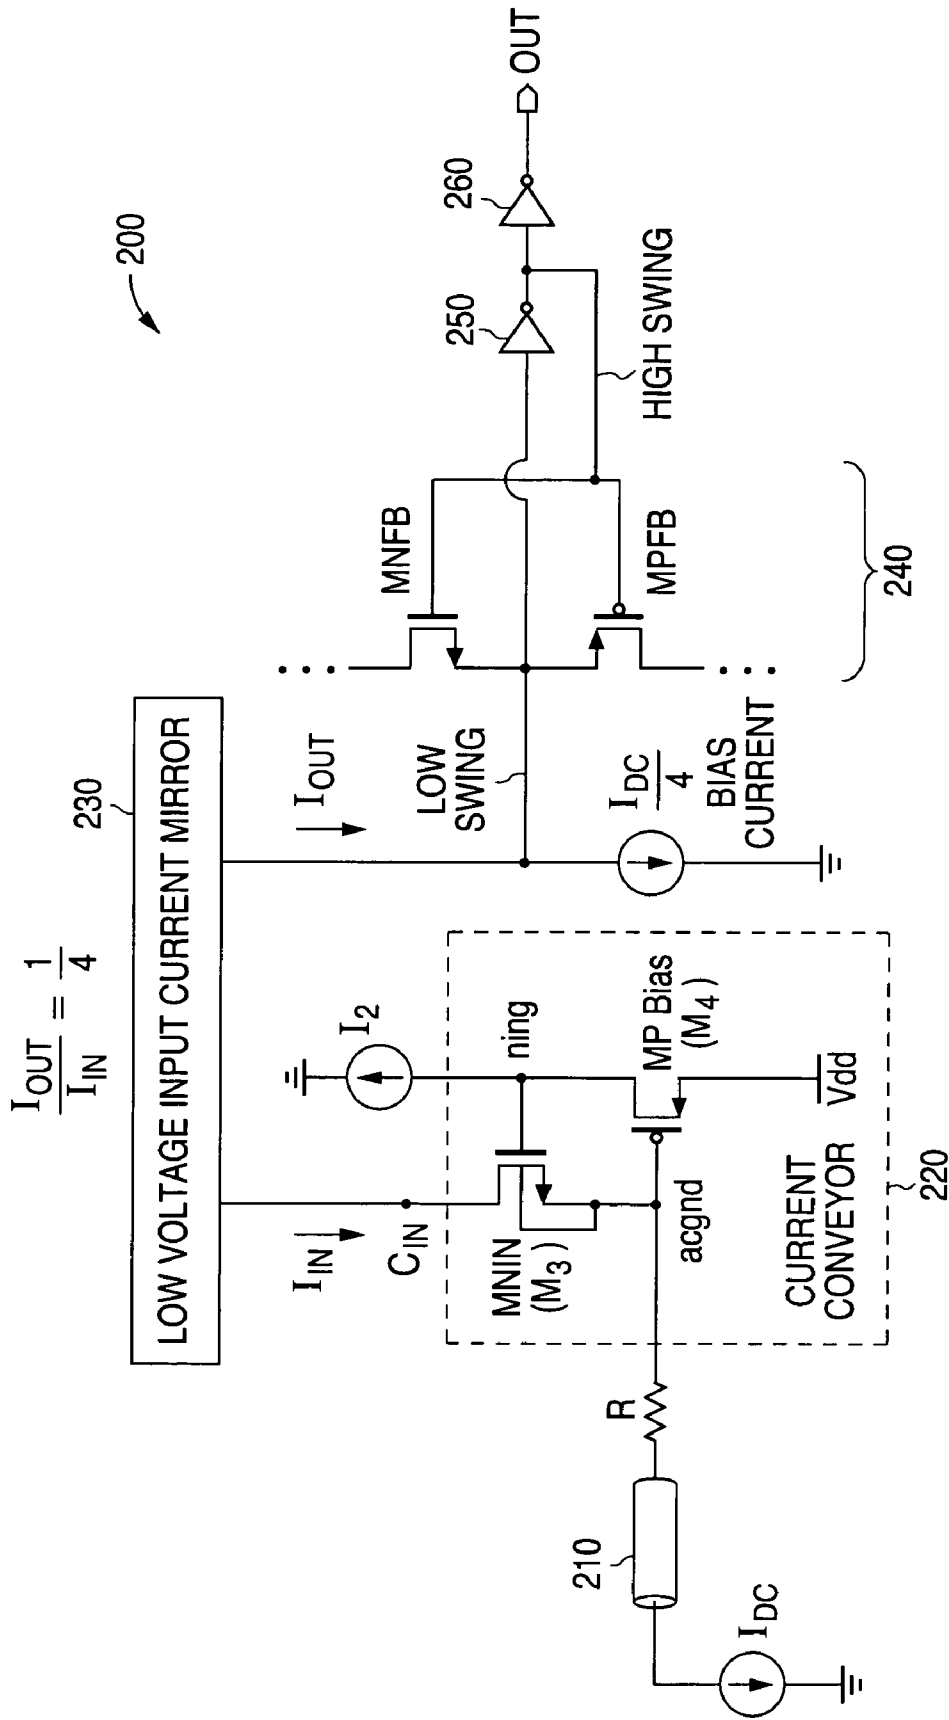 200
I_OUT / I_IN = 1/4
230
LOW VOLTAGE INPUT CURRENT MIRROR
I_IN
C_IN
I_2
I_OUT
ning
MNIN
(M_3)
acgnd
MP Bias
(M_4)
Vdd
CURRENT
CONVEYOR
220
R
210
I_DC
LOW
SWING
I_DC/4
BIAS
CURRENT
MNFB
MPFB
240
250
260
HIGH SWING
OUT